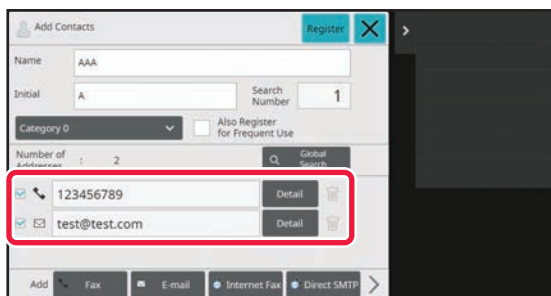 Add Contacts Register
Name AAA
Initial A Search Number 1
Category 0 Also Register for Frequent Use
Number of Addresses : 2 Global Search
123456789 Detail
test@test.com Detail
Add Fax E-mail Internet Fax Direct SMTP